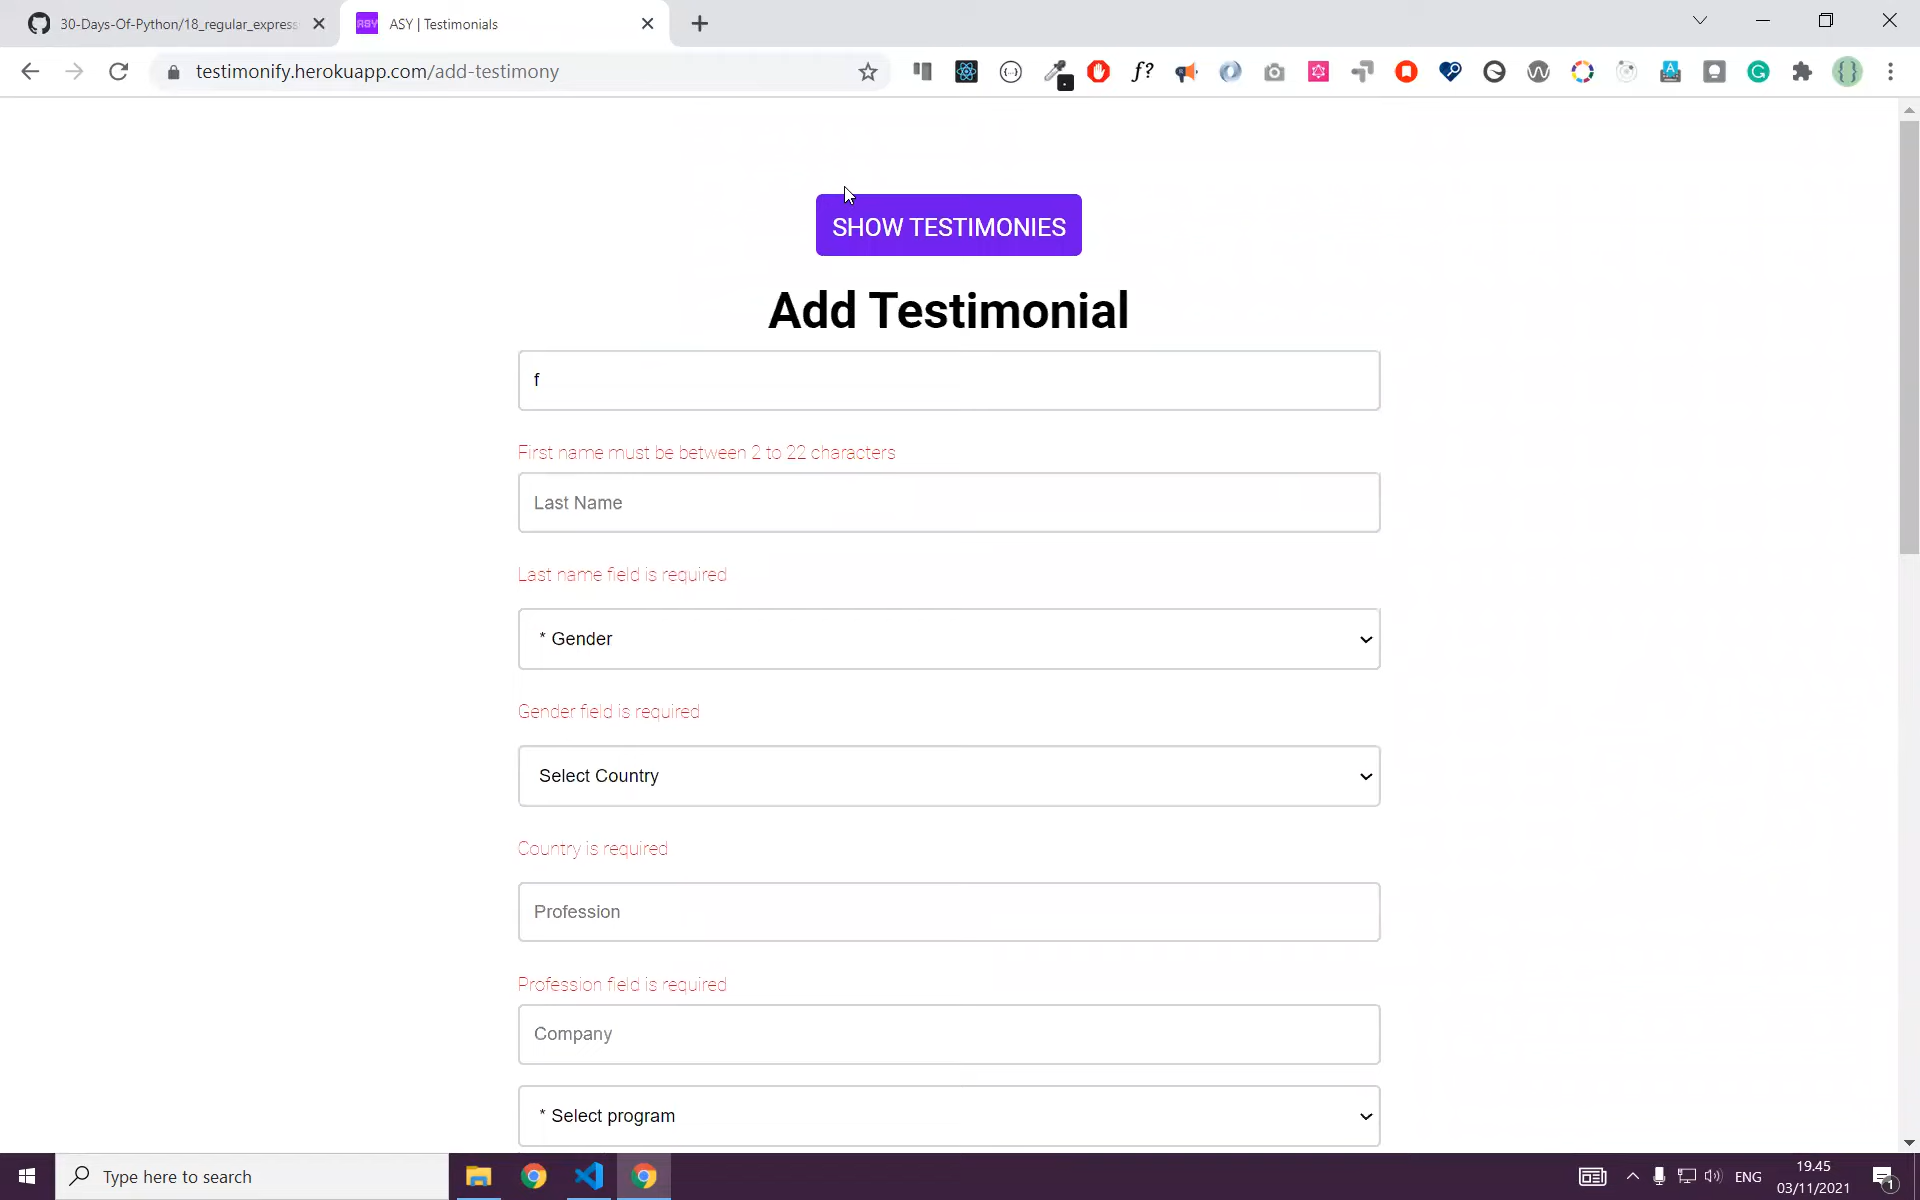 30-Days-Of-Python/18_regular_express
ASY
ASY | Testimonials
testimonify.herokuapp.com/add-testimony
SHOW TESTIMONIES
Add Testimonial
f
First name must be between 2 to 22 characters
Last Name
Last name field is required
* Gender
Gender field is required
Select Country
Country is required
Profession
Profession field is required
Company
* Select program
Type here to search
ENG
19.45
03/11/2021
1